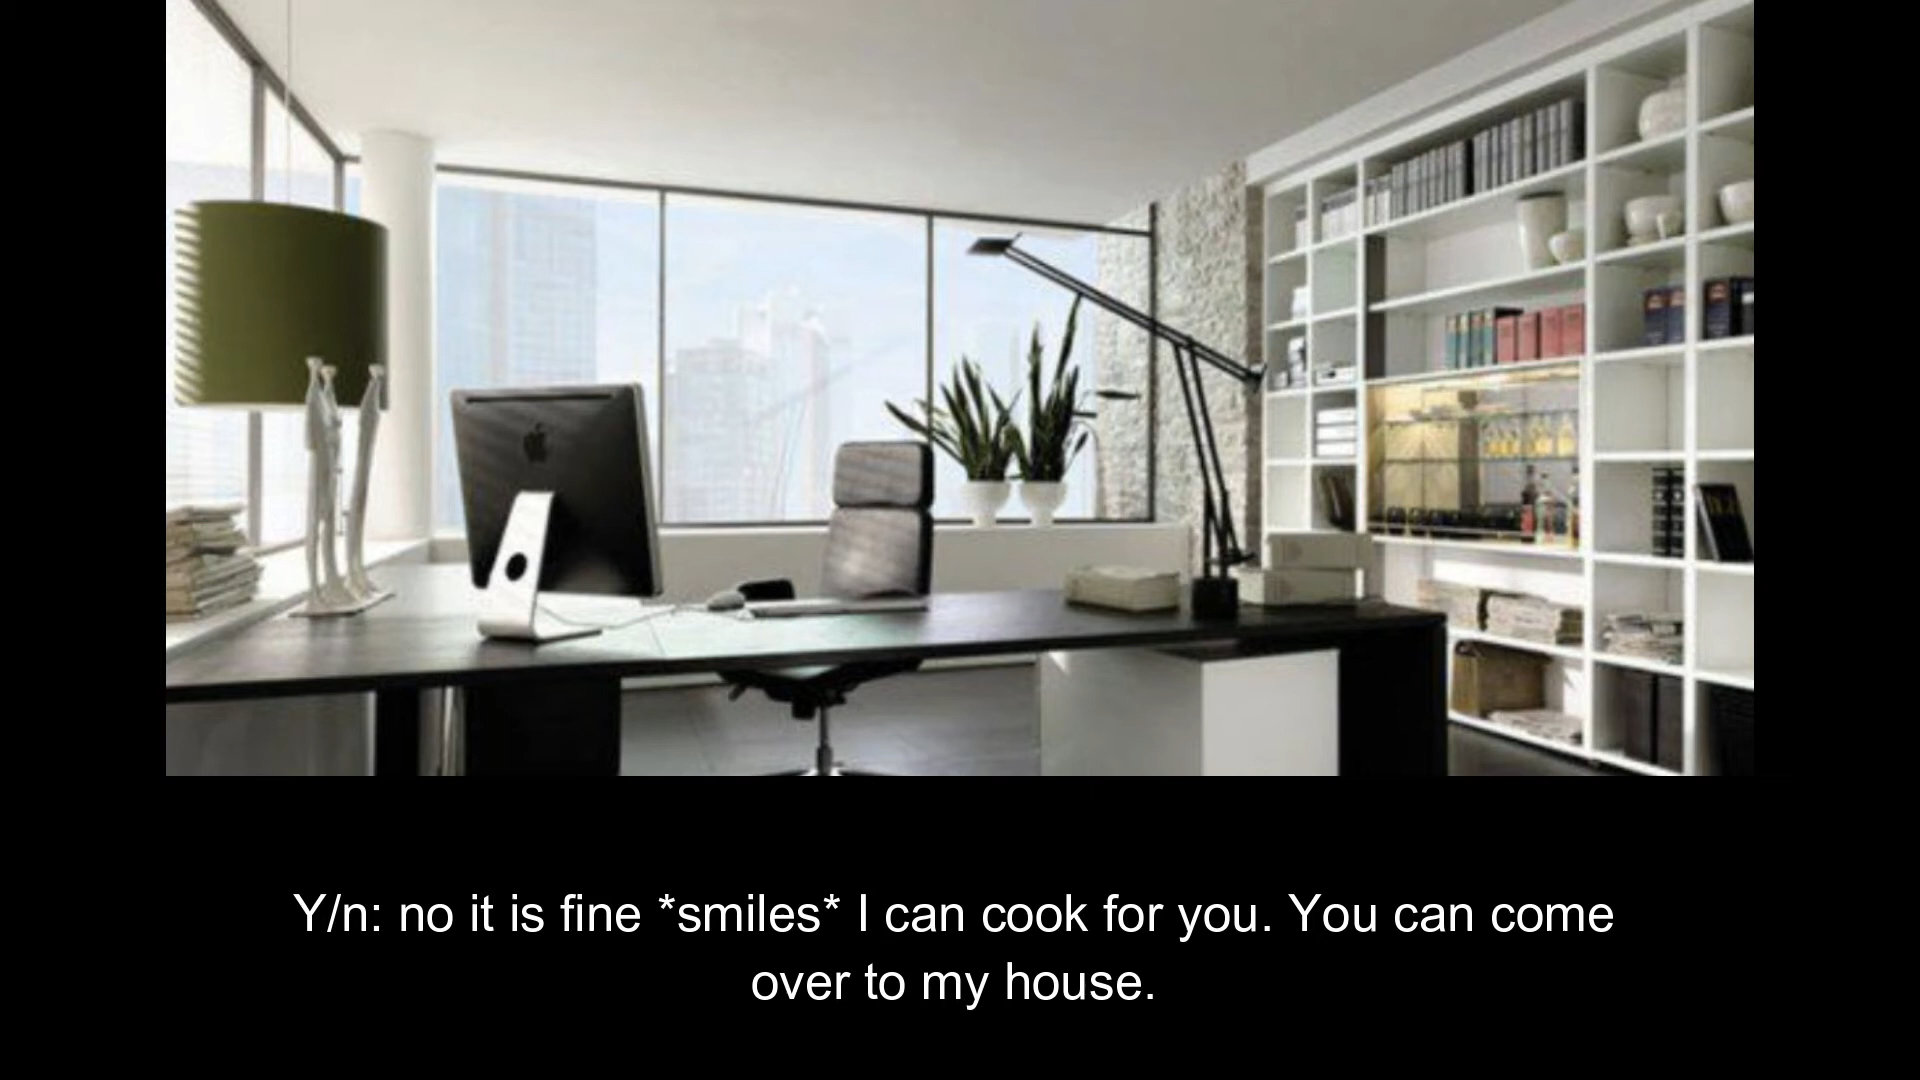 Y/n: no it is fine *smiles* I can cook for you. You can come
over to my house.